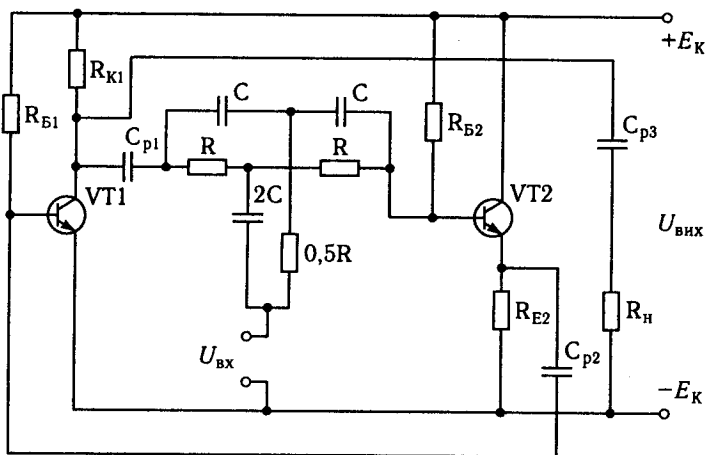 +E_К
R_К1
R_Б1
C
C
C_р1
R
R
R_Б2
C_р3
VT1
2C
VT2
U_вих
0,5R
R_Е2
R_н
U_вх
C_р2
−E_К